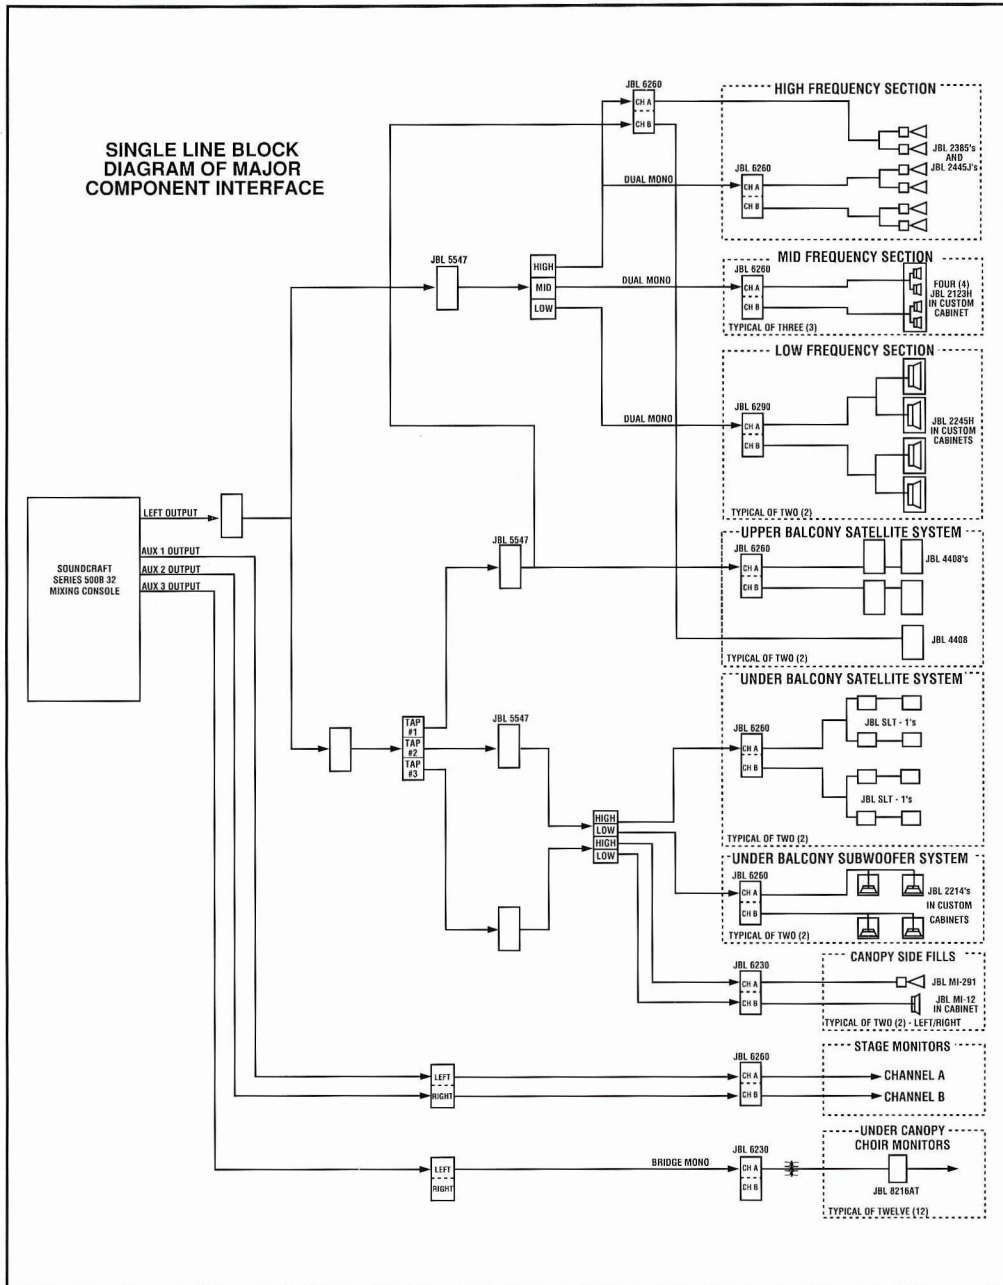 SINGLE LINE BLOCK
DIAGRAM OF MAJOR
COMPONENT INTERFACE
JBL 6260
CH A
CH B
HIGH FREQUENCY SECTION
JBL 2385's
AND
JBL 2445J's
DUAL MONO
JBL 6260
CH A
CH B
JBL 5547
HIGH
MID
LOW
MID FREQUENCY SECTION
DUAL MONO
JBL 6260
CH A
CH B
FOUR (4)
JBL 2123H
IN CUSTOM
CABINET
TYPICAL OF THREE (3)
LOW FREQUENCY SECTION
DUAL MONO
JBL 6290
CH A
CH B
JBL 2245H
IN CUSTOM
CABINETS
TYPICAL OF TWO (2)
SOUNDCRAFT
SERIES 500B 32
MIXING CONSOLE
LEFT OUTPUT
AUX 1 OUTPUT
AUX 2 OUTPUT
AUX 3 OUTPUT
JBL 5547
UPPER BALCONY SATELLITE SYSTEM
JBL 6260
CH A
CH B
JBL 4408's
JBL 4408
TYPICAL OF TWO (2)
TAP
#1
TAP
#2
TAP
#3
JBL 5547
UNDER BALCONY SATELLITE SYSTEM
JBL 6260
CH A
CH B
JBL SLT - 1's
JBL SLT - 1's
TYPICAL OF TWO (2)
HIGH
LOW
HIGH
LOW
UNDER BALCONY SUBWOOFER SYSTEM
JBL 6260
CH A
CH B
JBL 2214's
IN CUSTOM
CABINETS
TYPICAL OF TWO (2)
CANOPY SIDE FILLS
JBL 6230
CH A
CH B
JBL MI-291
JBL MI-12
IN CABINET
TYPICAL OF TWO (2) - LEFT/RIGHT
STAGE MONITORS
LEFT
RIGHT
JBL 6260
CH A
CH B
CHANNEL A
CHANNEL B
UNDER CANOPY
CHOIR MONITORS
LEFT
RIGHT
BRIDGE MONO
JBL 6230
CH A
CH B
JBL 8216AT
TYPICAL OF TWELVE (12)